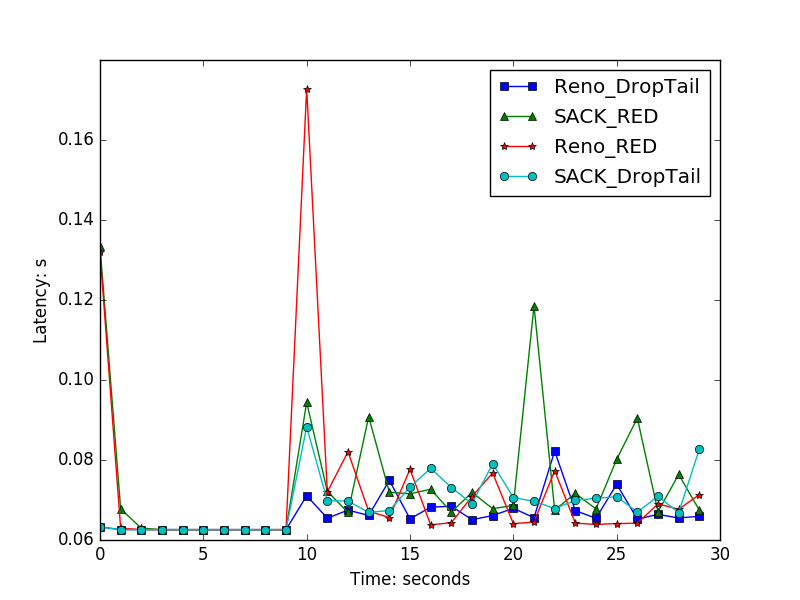 Reno_DropTail
SACK_RED
Reno_RED
SACK_DropTail
0.16
0.14
0.12
0.10
0.08
0.06
Latency: s
0
5
10
15
20
25
30
Time: seconds